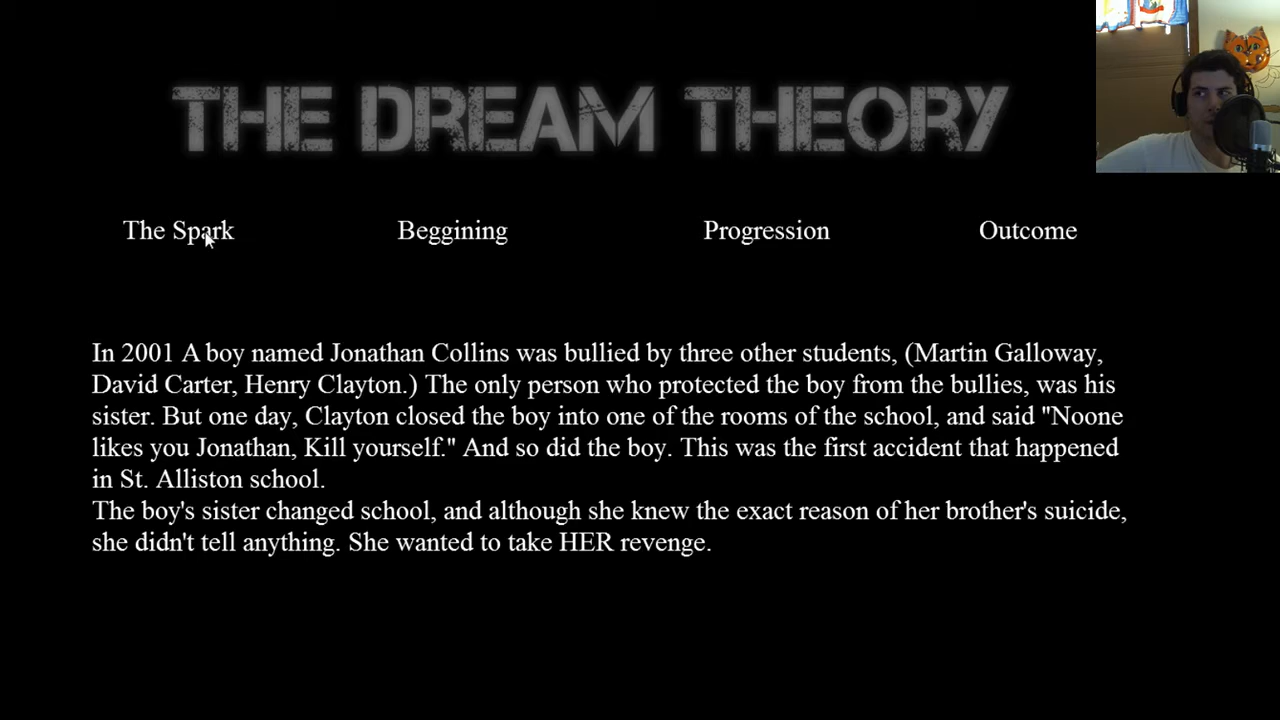 THE DREAM THEORY
The Spark Beggining Progression Outcome
In 2001 A boy named Jonathan Collins was bullied by three other students, (Martin Galloway,
David Carter, Henry Clayton.) The only person who protected the boy from the bullies, was his
sister. But one day, Clayton closed the boy into one of the rooms of the school, and said "Noone
likes you Jonathan, Kill yourself." And so did the boy. This was the first accident that happened
in St. Alliston school.
The boy's sister changed school, and although she knew the exact reason of her brother's suicide,
she didn't tell anything. She wanted to take HER revenge.